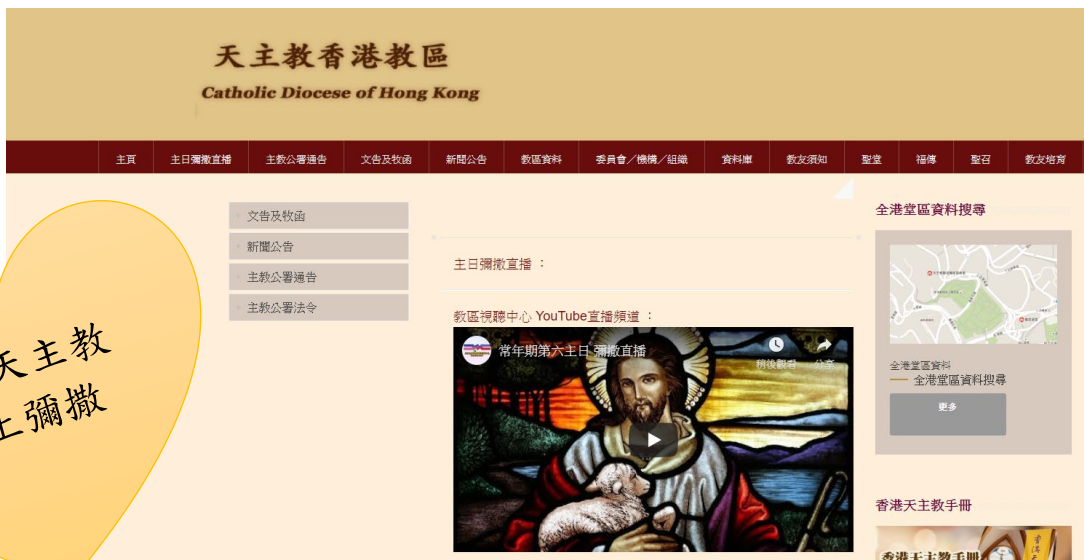 天主教香港教區
Catholic Diocese of Hong Kong
主頁 主日彌撒直播 主教公署通告 文告及牧函 新聞公告 教區資料 委員會／機構／組織 資料庫 教友須知 聖堂 福傳 聖召 教友培育
文告及牧函
新聞公告
主教公署通告
主教公署法令
天主教
上彌撒
主日彌撒直播 ：
教區視聽中心 YouTube直播頻道 ：
常年期第六主日 彌撒直播
稍後觀看 分享
全港堂區資料搜尋
全港堂區資料
全港堂區資料搜尋
更多
香港天主教手冊
香港天主教手冊